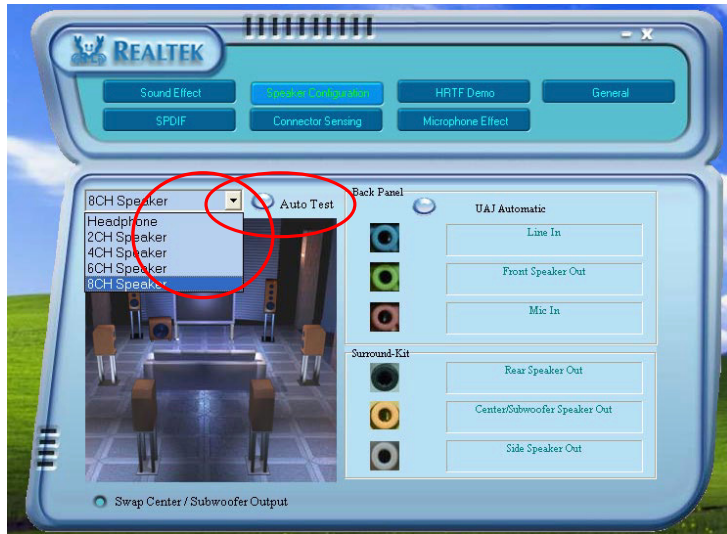 REALTEK
- X
Sound Effect
Speaker Configuration
HRTF Demo
General
SPDIF
Connector Sensing
Microphone Effect
8CH Speaker
Auto Test
Headphone
2CH Speaker
4CH Speaker
6CH Speaker
8CH Speaker
Back Panel
UAJ Automatic
Line In
Front Speaker Out
Mic In
Surround-Kit
Rear Speaker Out
Center/Subwoofer Speaker Out
Side Speaker Out
Swap Center / Subwoofer Output